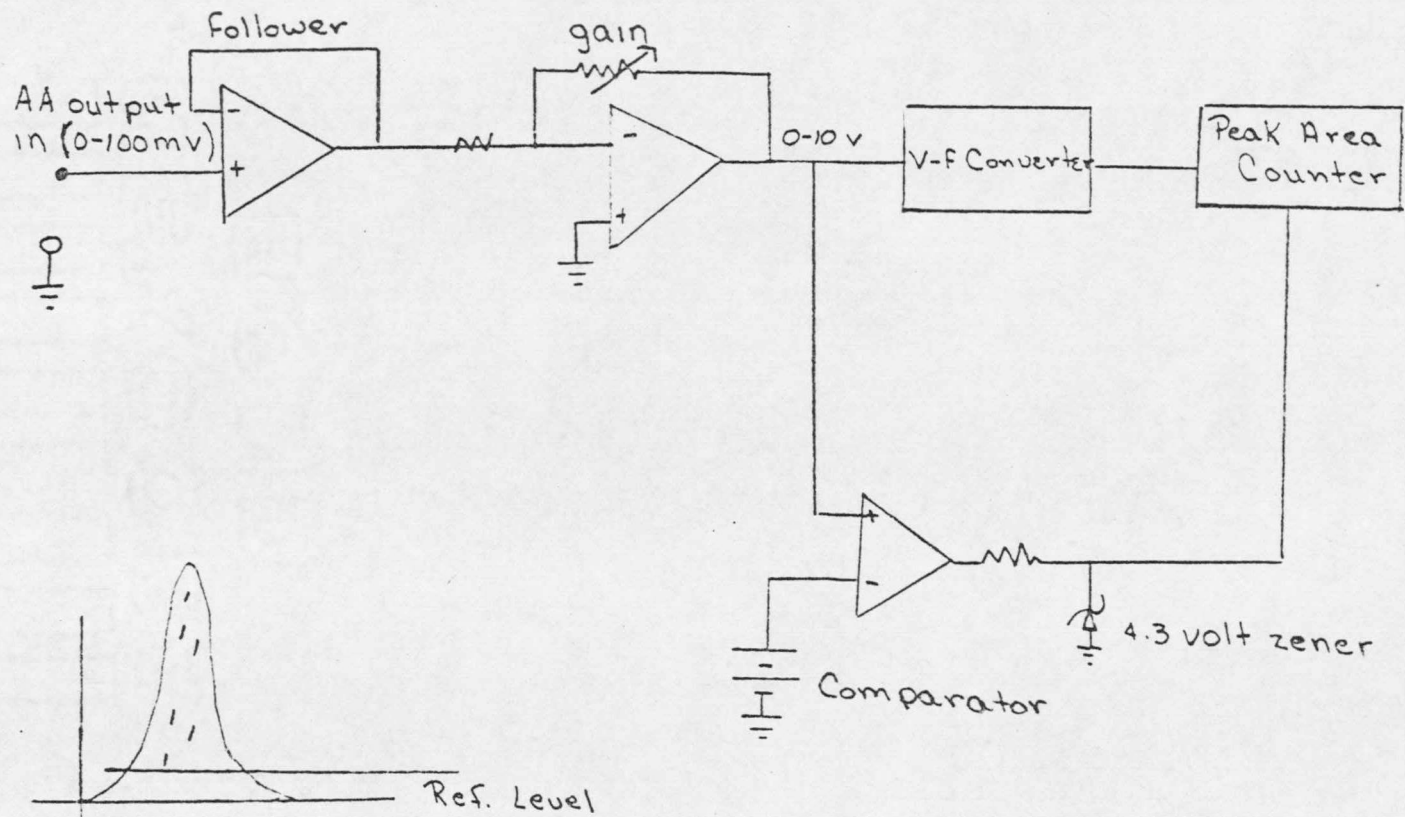 Follower
gain
AA output
in (0-100mv)
-
+
-
+
0-10 v
V-F Converter
Peak Area
Counter
+
-
4.3 volt zener
Comparator
Ref. Level